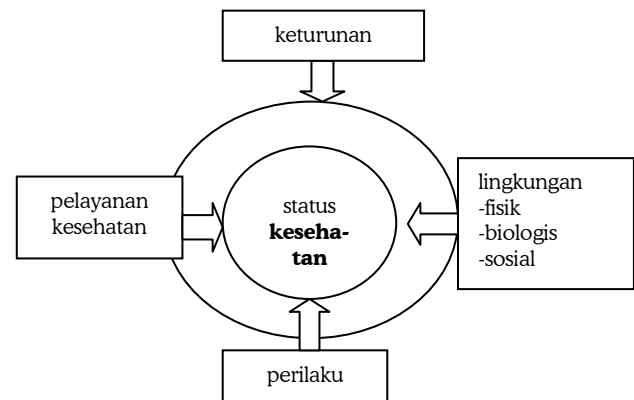 keturunan
pelayanan
kesehatan
status
keseha-
tan
lingkungan
-fisik
-biologis
-sosial
perilaku